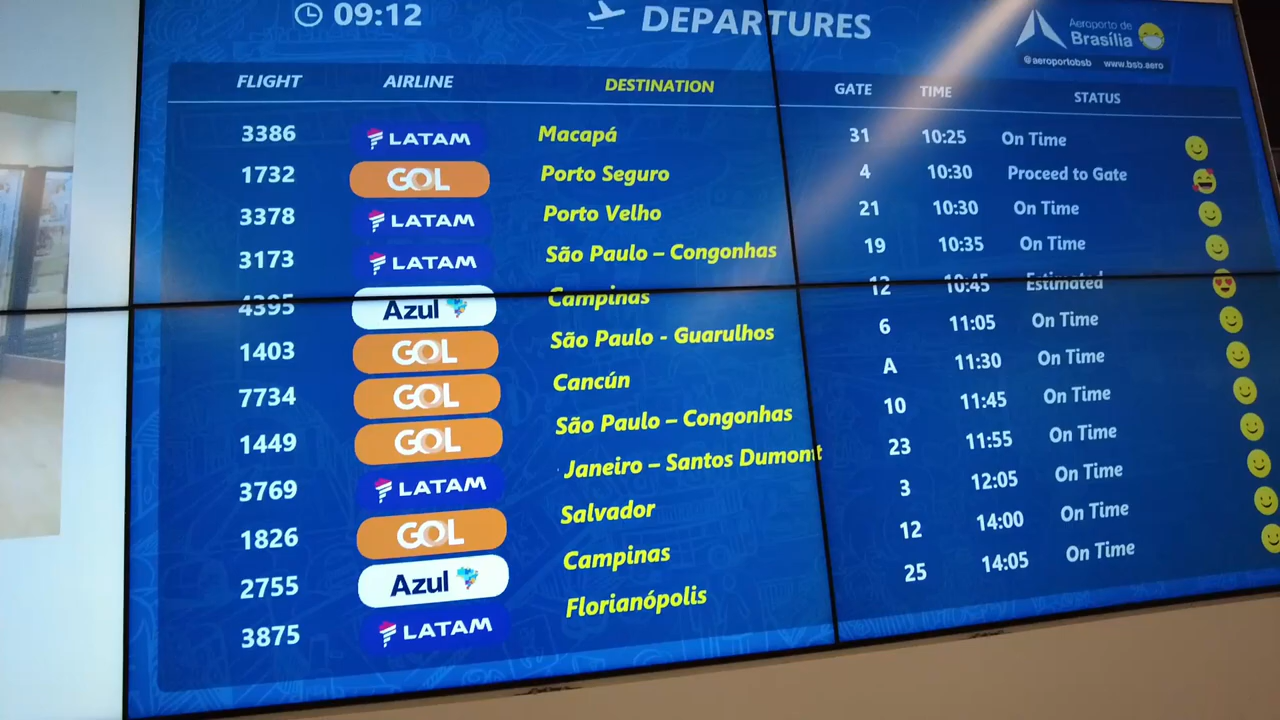 09:12 DEPARTURES Aeroporto de Brasília
@aeroportobsb www.bsb.aero
FLIGHT AIRLINE DESTINATION GATE TIME STATUS
3386 LATAM Macapá 31 10:25 On Time
1732 GOL Porto Seguro 4 10:30 Proceed to Gate
3378 LATAM Porto Velho 21 10:30 On Time
3173 LATAM São Paulo – Congonhas 19 10:35 On Time
4395 Azul Campinas 12 10:45 Estimated
1403 GOL São Paulo - Guarulhos 6 11:05 On Time
7734 GOL Cancún A 11:30 On Time
1449 GOL São Paulo – Congonhas 10 11:45 On Time
3769 LATAM Janeiro – Santos Dumont 23 11:55 On Time
1826 GOL Salvador 3 12:05 On Time
2755 Azul Campinas 12 14:00 On Time
3875 LATAM Florianópolis 25 14:05 On Time